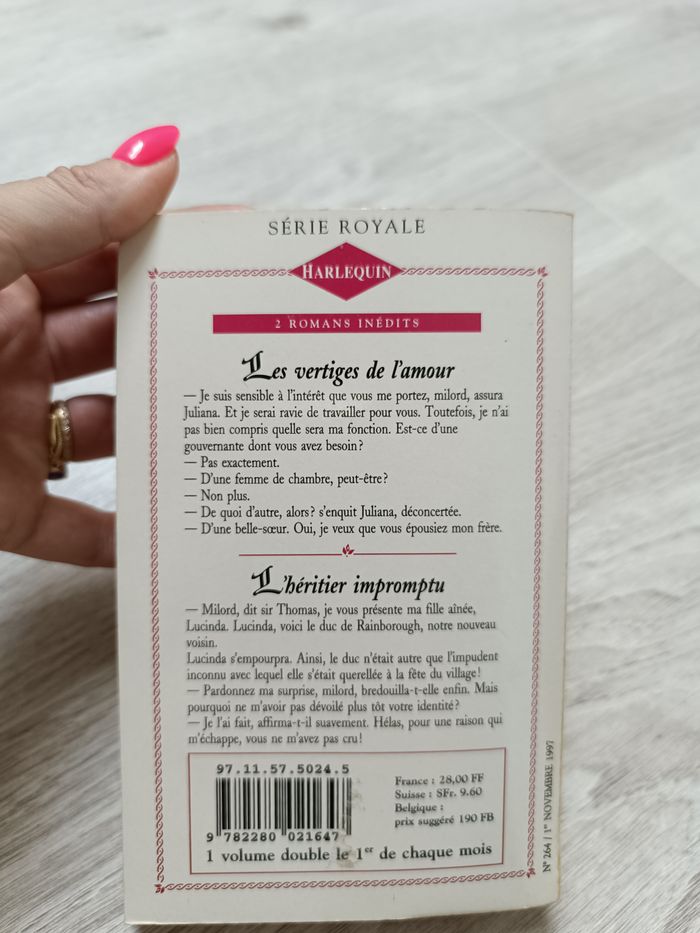 SÉRIE ROYALE
HARLEQUIN
2 ROMANS INÉDITS
Les vertiges de l'amour
— Je suis sensible à l'intérêt que vous me portez, milord, assura
Juliana. Et je serai ravie de travailler pour vous. Toutefois, je n'ai
pas bien compris quelle sera ma fonction. Est-ce d'une
gouvernante dont vous avez besoin?
— Pas exactement.
— D'une femme de chambre, peut-être?
— Non plus.
— De quoi d'autre, alors? s'enquit Juliana, déconcertée.
— D'une belle-sœur. Oui, je veux que vous épousiez mon frère.
L'héritier impromptu
— Milord, dit sir Thomas, je vous présente ma fille aînée,
Lucinda. Lucinda, voici le duc de Rainborough, notre nouveau
voisin.
Lucinda s'empourpra. Ainsi, le duc n'était autre que l'impudent
inconnu avec lequel elle s'était querellée à la fête du village!
— Pardonnez ma surprise, milord, bredouilla-t-elle enfin. Mais
pourquoi ne m'avoir pas dévoilé plus tôt votre identité?
— Je l'ai fait, affirma-t-il suavement. Hélas, pour une raison qui
m'échappe, vous ne m'avez pas cru!
97.11.57.5024.5
9 782280 021647
France : 28,00 FF
Suisse : SFr. 9.60
Belgique :
prix suggéré 190 FB
1 volume double le 1er de chaque mois
N° 264 / 1er NOVEMBRE 1997